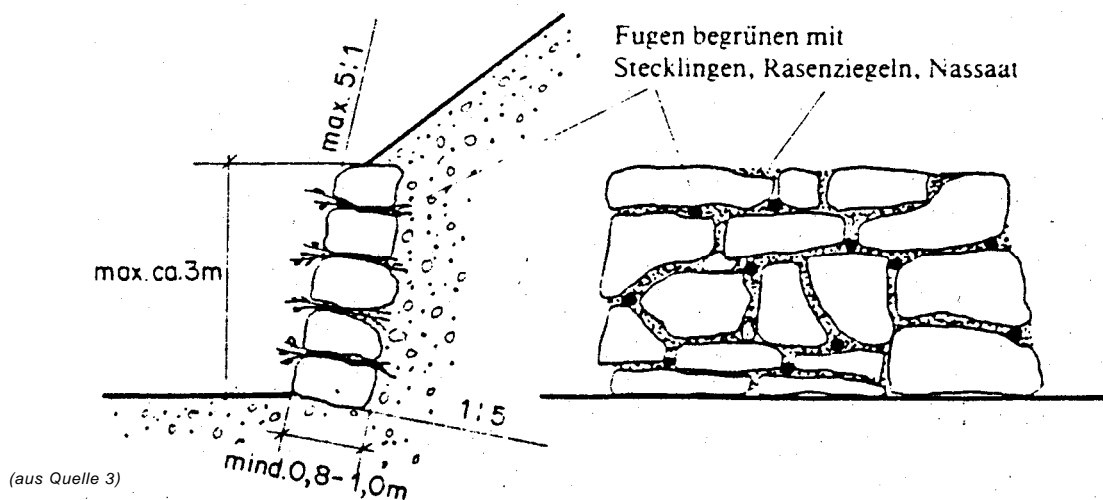 Fugen begrünen mit
Stecklingen, Rasenziegeln, Nassaat
max. 5:1
max. ca. 3m
1:5
mind. 0,8-1,0m
(aus Quelle 3)